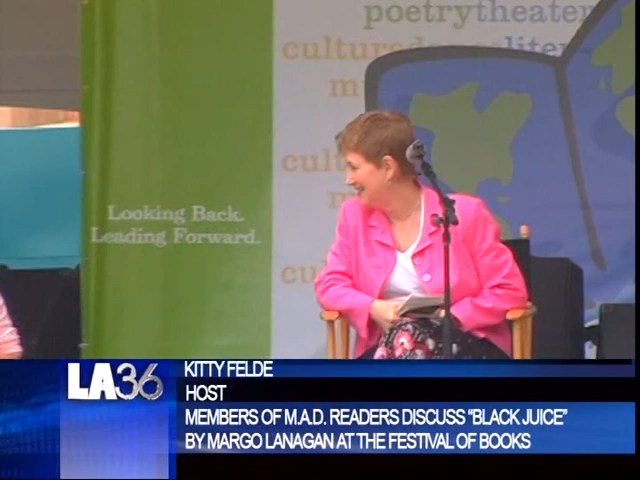 poetrytheater
Looking Back.
Leading Forward.
LA36
KITTY FELDE
HOST
MEMBERS OF M.A.D. READERS DISCUSS "BLACK JUICE"
BY MARGO LANAGAN AT THE FESTIVAL OF BOOKS